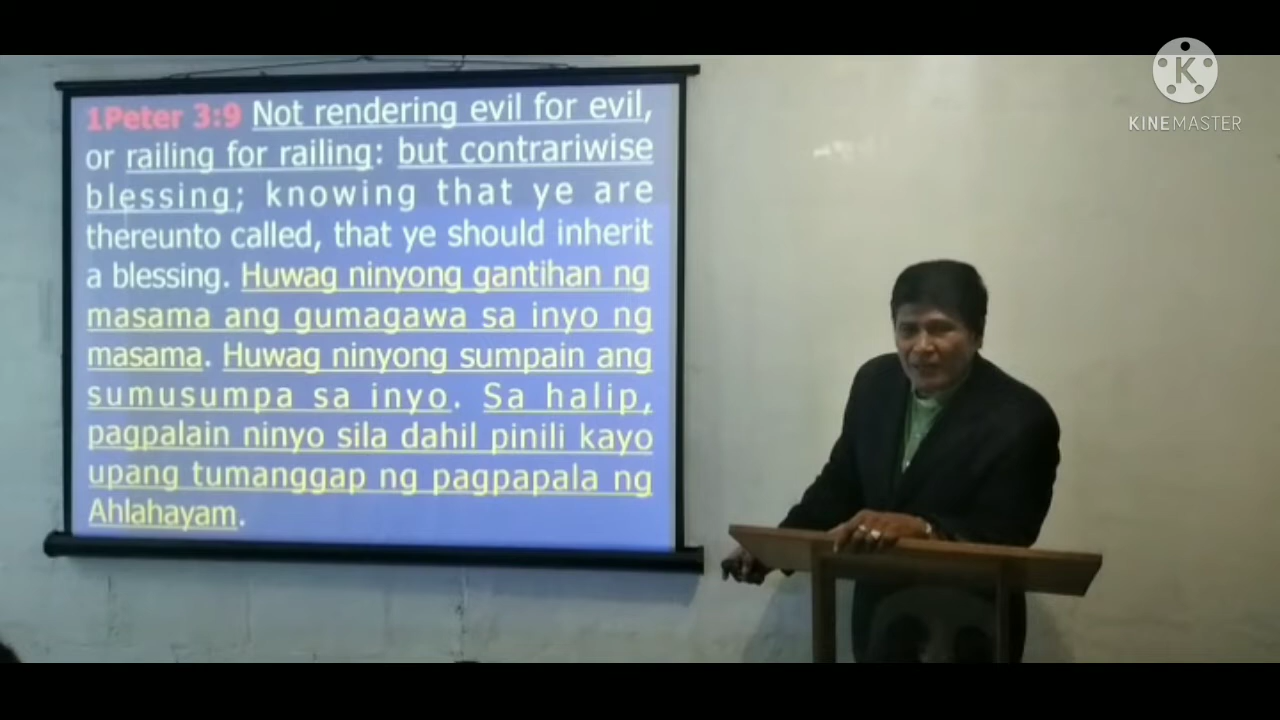 1Peter 3:9 Not rendering evil for evil,
or railing for railing: but contrariwise
blessing; knowing that ye are
thereunto called, that ye should inherit
a blessing. Huwag ninyong gantihan ng
masama ang gumagawa sa inyo ng
masama. Huwag ninyong sumpain ang
sumusumpa sa inyo. Sa halip,
pagpalain ninyo sila dahil pinili kayo
upang tumanggap ng pagpapala ng
Ahlahayam.
K
KINEMASTER